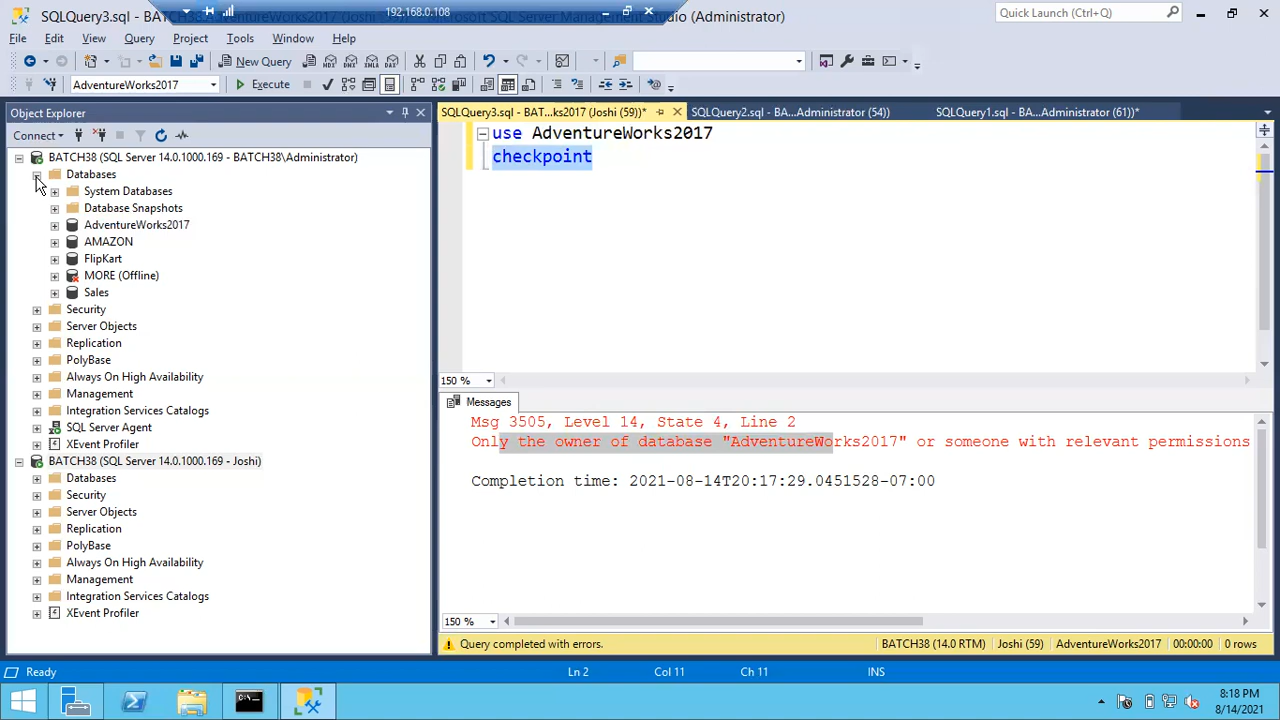 SQLQuery3.sql - BATCH38.AdventureWorks2017 (Joshi (59))* - Microsoft SQL Server Management Studio (Administrator)
192.168.0.108
Quick Launch (Ctrl+Q)
File Edit View Query Project Tools Window Help
New Query
AdventureWorks2017 Execute
Object Explorer
SQLQuery3.sql - BAT...ks2017 (Joshi (59))*
SQLQuery2.sql - BA...Administrator (54))
SQLQuery1.sql - BA...Administrator (61))*
Connect
BATCH38 (SQL Server 14.0.1000.169 - BATCH38\Administrator)
Databases
System Databases
Database Snapshots
AdventureWorks2017
AMAZON
FlipKart
MORE (Offline)
Sales
Security
Server Objects
Replication
PolyBase
Always On High Availability
Management
Integration Services Catalogs
SQL Server Agent
XEvent Profiler
BATCH38 (SQL Server 14.0.1000.169 - Joshi)
Databases
Security
Server Objects
Replication
PolyBase
Always On High Availability
Management
Integration Services Catalogs
XEvent Profiler
use AdventureWorks2017
checkpoint
150 %
Messages
Msg 3505, Level 14, State 4, Line 2
Only the owner of database "AdventureWorks2017" or someone with relevant permissions
Completion time: 2021-08-14T20:17:29.0451528-07:00
150 %
Query completed with errors.
BATCH38 (14.0 RTM) Joshi (59) AdventureWorks2017 00:00:00 0 rows
Ready Ln 2 Col 11 Ch 11 INS
8:18 PM
8/14/2021